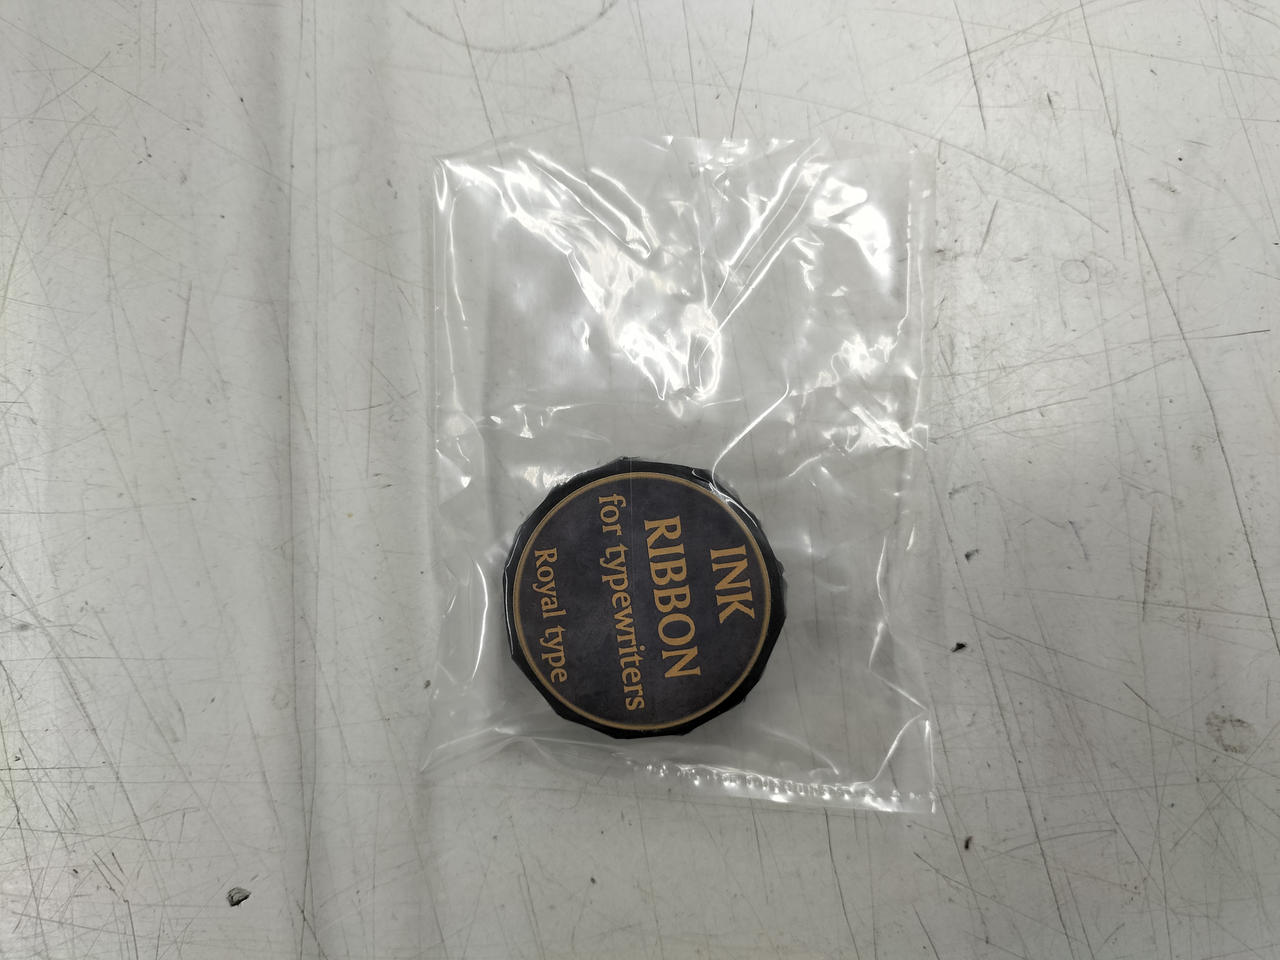 INK
RIBBON
for typewriters
Royal type